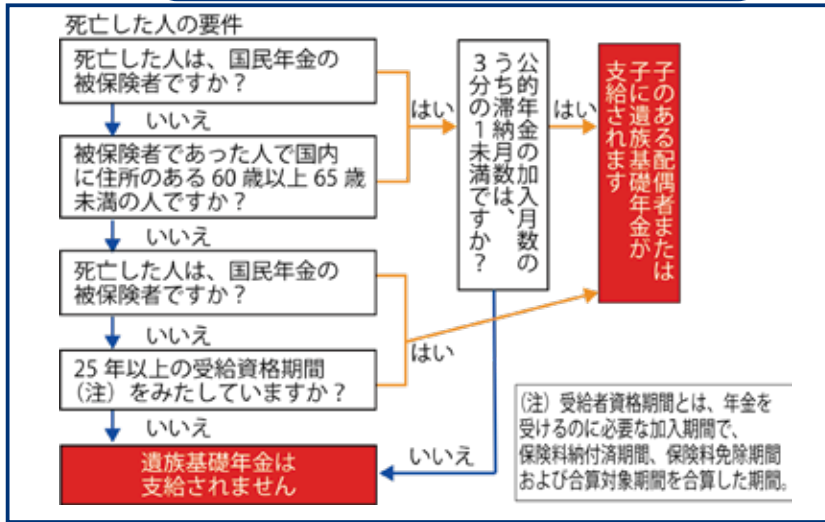 死亡した人の要件
死亡した人は、国民年金の
被保険者ですか？
いいえ
被保険者であった人で国内
に住所のある 60 歳以上 65 歳
未満の人ですか？
いいえ
死亡した人は、国民年金の
被保険者ですか？
いいえ
25 年以上の受給資格期間
（注）をみたしていますか？
いいえ
遺族基礎年金は
支給されません
はい
公的年金の加入月数の
うち滞納月数は、
３分の１未満ですか？
はい
子のある配偶者または
子に遺族基礎年金が
支給されます
はい
いいえ
（注）受給者資格期間とは、年金を
受けるのに必要な加入期間で、
保険料納付済期間、保険料免除期間
および合算対象期間を合算した期間。